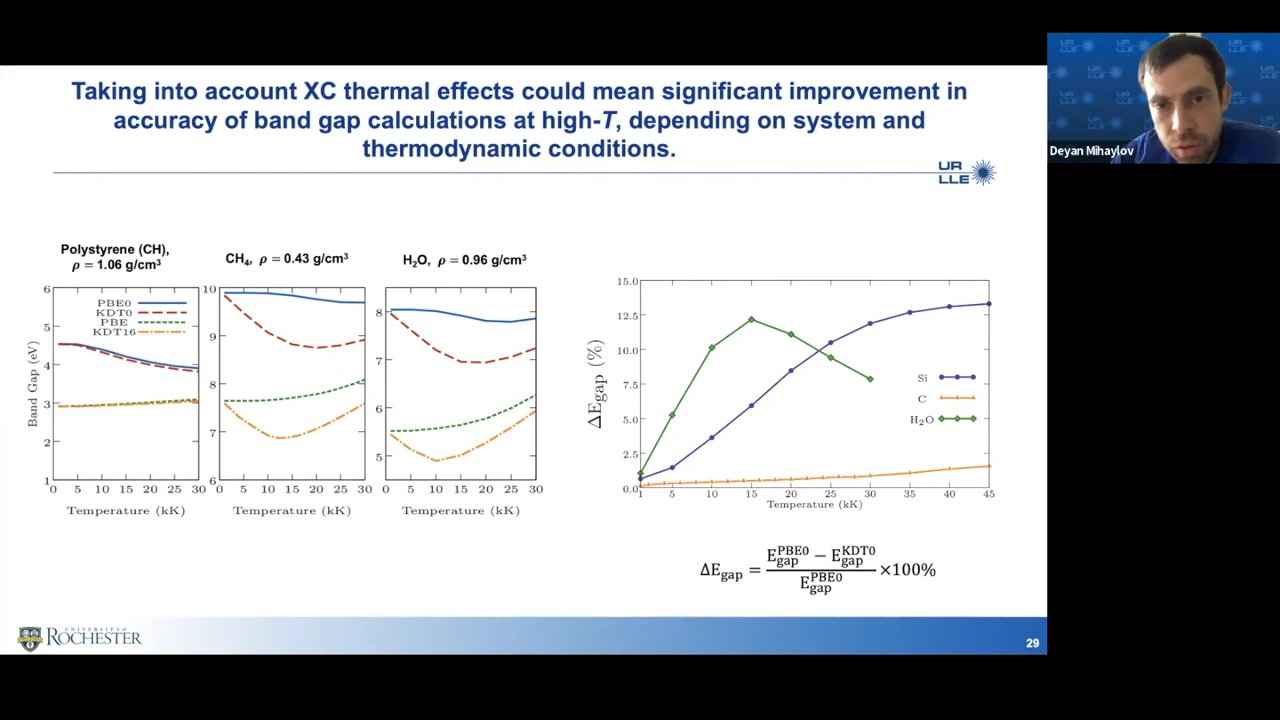 Taking into account XC thermal effects could mean significant improvement in
accuracy of band gap calculations at high-T, depending on system and
thermodynamic conditions.
UR
LLE
Deyan Mihaylov
Polystyrene (CH),
ρ = 1.06 g/cm³
CH₄, ρ = 0.43 g/cm³
H₂O, ρ = 0.96 g/cm³
Band Gap (eV)
6
5
4
3
2
1
PBE0
KDT0
PBE
KDT16
0 5 10 15 20 25 30
Temperature (kK)
10
9
8
7
6
0 5 10 15 20 25 30
Temperature (kK)
8
7
6
5
0 5 10 15 20 25 30
Temperature (kK)
ΔEgap (%)
15.0
12.5
10.0
7.5
5.0
2.5
0.0
Si
C
H₂O
1 5 10 15 20 25 30 35 40 45
Temperature (kK)
ΔE_gap = (E_gap^PBE0 − E_gap^KDT0) / E_gap^PBE0 ×100%
UNIVERSITY of
ROCHESTER
29